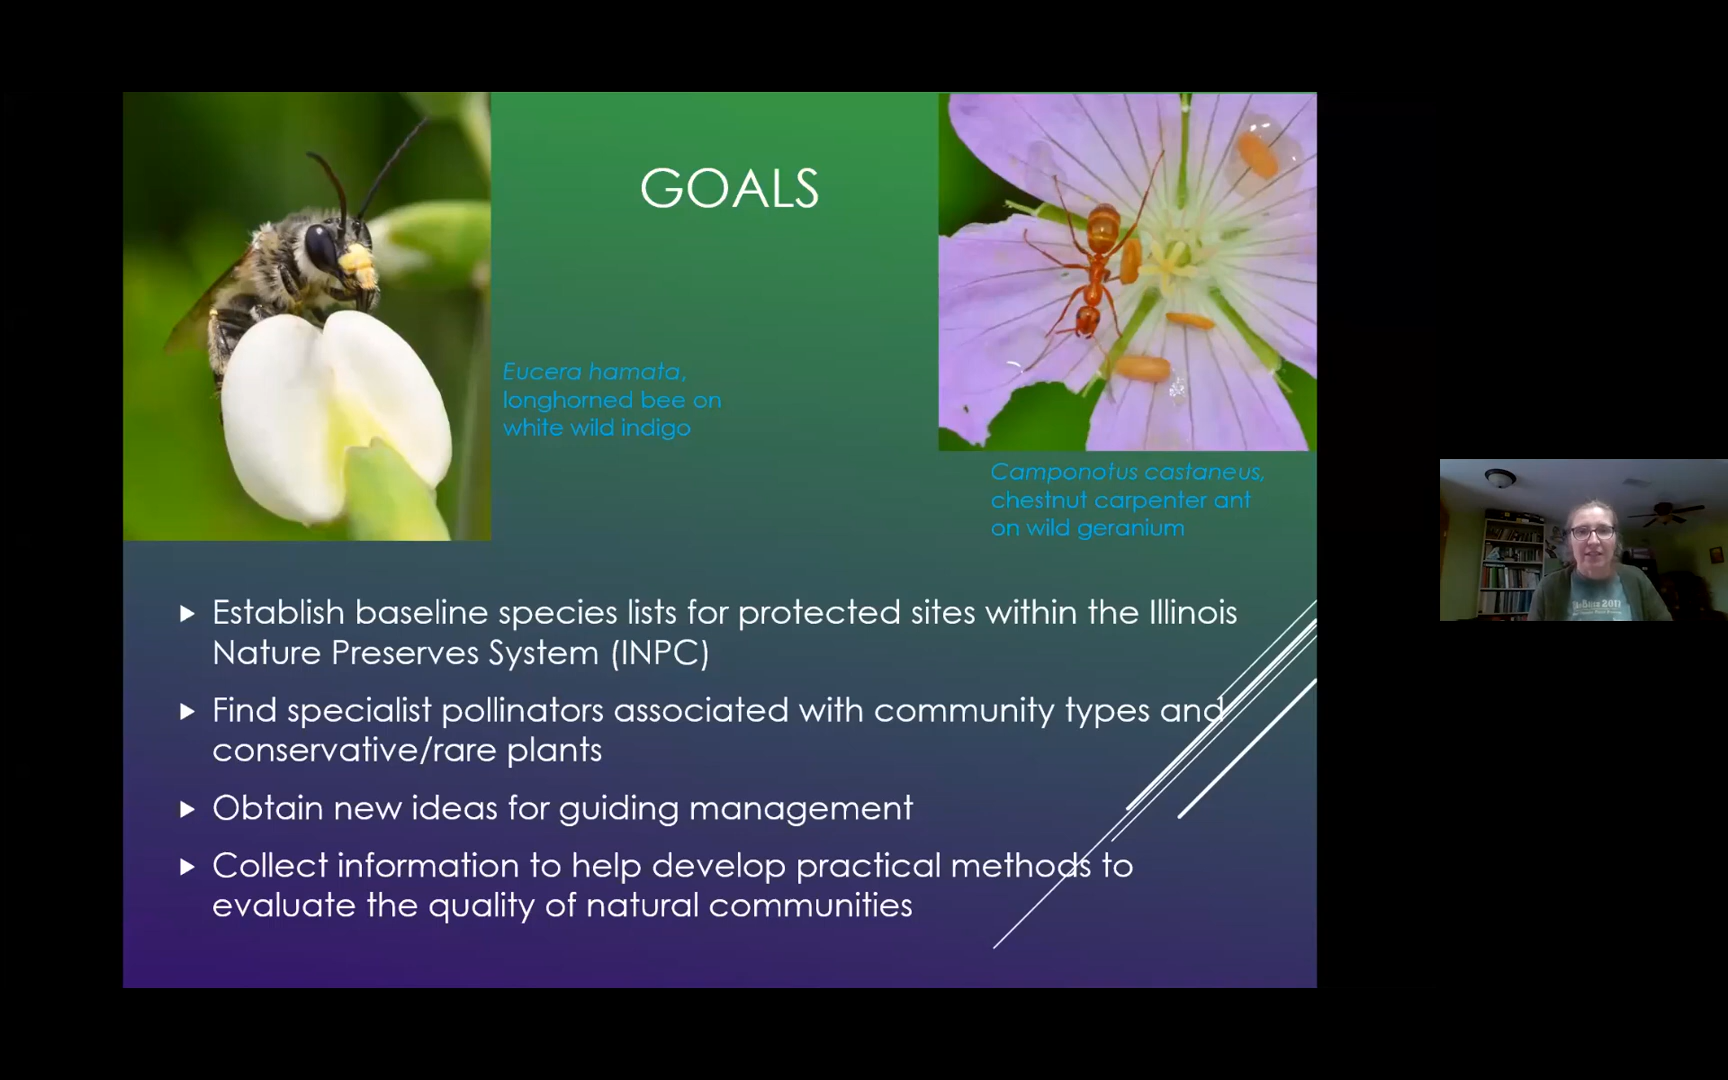 GOALS
Eucera hamata,
longhorned bee on
white wild indigo
Camponotus castaneus,
chestnut carpenter ant
on wild geranium
Establish baseline species lists for protected sites within the Illinois
Nature Preserves System (INPC)
Find specialist pollinators associated with community types and
conservative/rare plants
Obtain new ideas for guiding management
Collect information to help develop practical methods to
evaluate the quality of natural communities